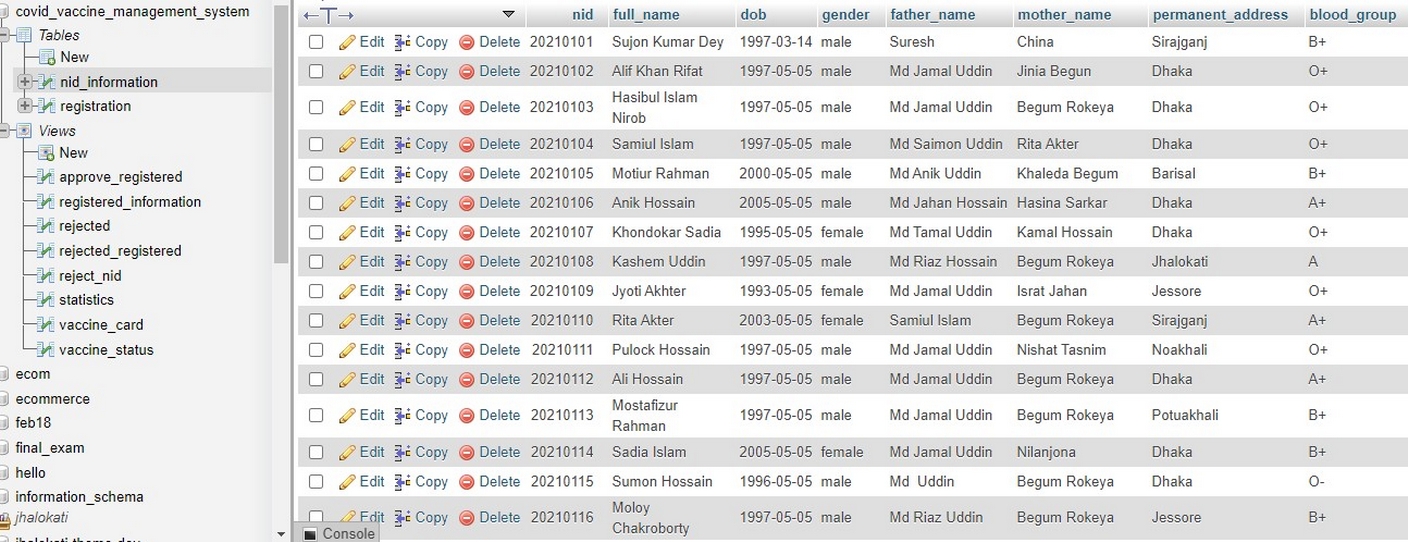 covid_vaccine_management_system
Tables
New
nid_information
registration
Views
New
approve_registered
registered_information
rejected
rejected_registered
reject_nid
statistics
vaccine_card
vaccine_status
ecom
ecommerce
feb18
final_exam
hello
information_schema
jhalokati
nid full_name dob gender father_name mother_name permanent_address blood_group
Edit Copy Delete 20210101 Sujon Kumar Dey 1997-03-14 male Suresh China Sirajganj B+
Edit Copy Delete 20210102 Alif Khan Rifat 1997-05-05 male Md Jamal Uddin Jinia Begun Dhaka O+
Edit Copy Delete 20210103 Hasibul Islam Nirob 1997-05-05 male Md Jamal Uddin Begum Rokeya Dhaka O+
Edit Copy Delete 20210104 Samiul Islam 1997-05-05 male Md Saimon Uddin Rita Akter Dhaka O+
Edit Copy Delete 20210105 Motiur Rahman 2000-05-05 male Md Anik Uddin Khaleda Begum Barisal B+
Edit Copy Delete 20210106 Anik Hossain 2005-05-05 male Md Jahan Hossain Hasina Sarkar Dhaka A+
Edit Copy Delete 20210107 Khondokar Sadia 1995-05-05 female Md Tamal Uddin Kamal Hossain Dhaka O+
Edit Copy Delete 20210108 Kashem Uddin 1997-05-05 male Md Riaz Hossain Begum Rokeya Jhalokati A
Edit Copy Delete 20210109 Jyoti Akhter 1993-05-05 female Md Jamal Uddin Israt Jahan Jessore O+
Edit Copy Delete 20210110 Rita Akter 2003-05-05 female Samiul Islam Begum Rokeya Sirajganj A+
Edit Copy Delete 20210111 Pulock Hossain 1997-05-05 male Md Jamal Uddin Nishat Tasnim Noakhali O+
Edit Copy Delete 20210112 Ali Hossain 1997-05-05 male Md Jamal Uddin Begum Rokeya Dhaka A+
Edit Copy Delete 20210113 Mostafizur Rahman 1997-05-05 male Md Jamal Uddin Begum Rokeya Potuakhali B+
Edit Copy Delete 20210114 Sadia Islam 2005-05-05 female Md Jamal Uddin Nilanjona Dhaka B+
Edit Copy Delete 20210115 Sumon Hossain 1996-05-05 male Md Uddin Begum Rokeya Dhaka O-
Edit Copy Delete 20210116 Moloy Chakroborty 1997-05-05 male Md Riaz Uddin Begum Rokeya Jessore B+
Console